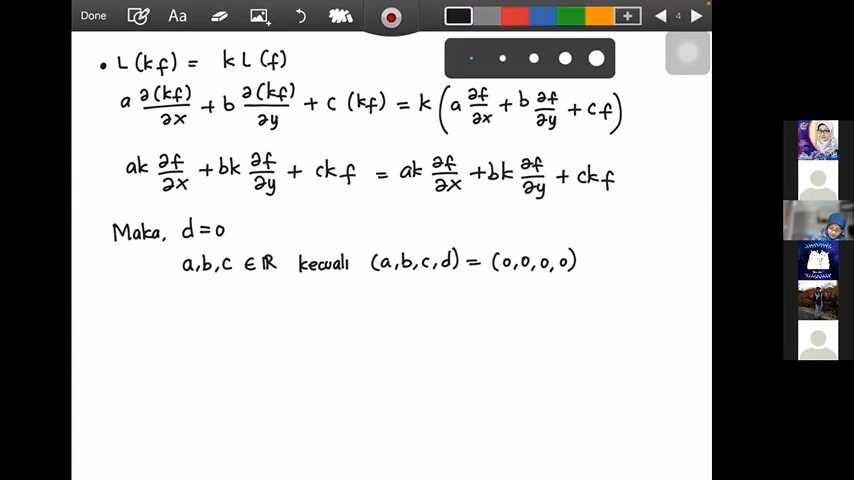 Done Aa 4
• L(kf) = k L(f)
a ∂(kf)/∂x + b ∂(kf)/∂y + c (kf) = k (a ∂f/∂x + b ∂f/∂y + cf)
ak ∂f/∂x + bk ∂f/∂y + ckf = ak ∂f/∂x + bk ∂f/∂y + ckf
Maka, d = 0
a, b, c ∈ ℝ kecuali (a, b, c, d) = (0, 0, 0, 0)